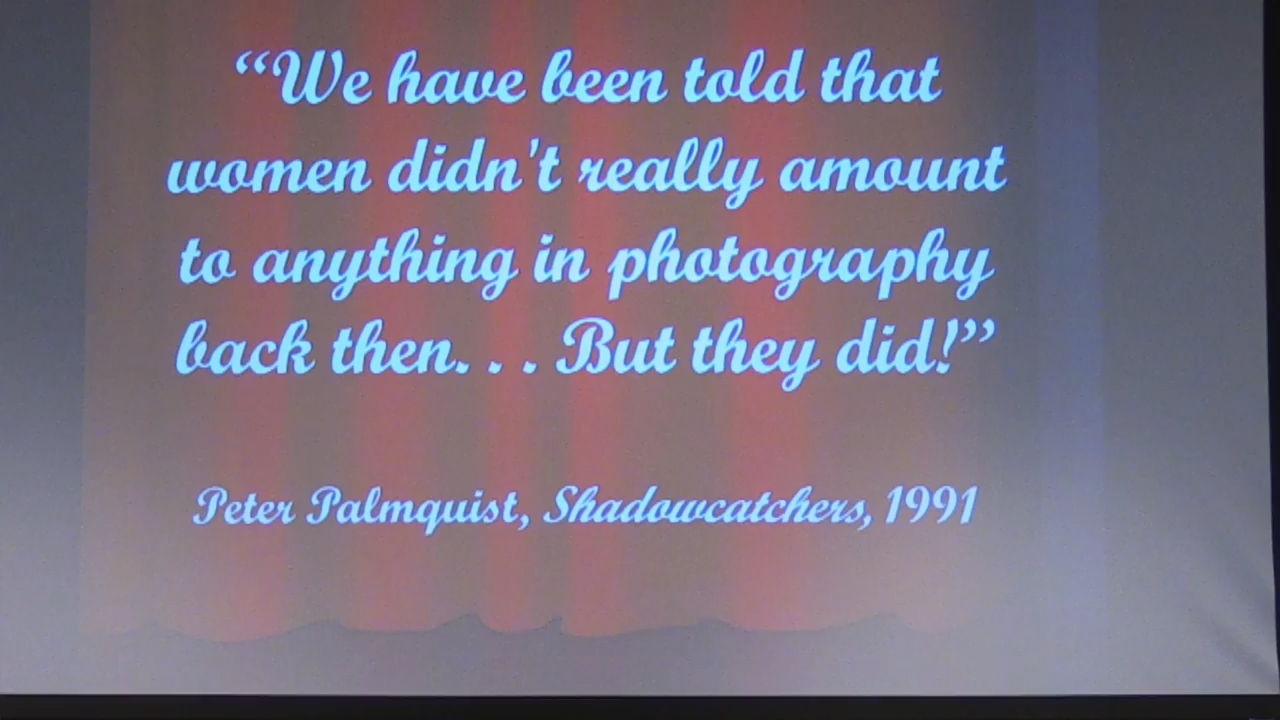 “We have been told that
women didn't really amount
to anything in photography
back then. . . But they did!”
Peter Palmquist, Shadowcatchers, 1991